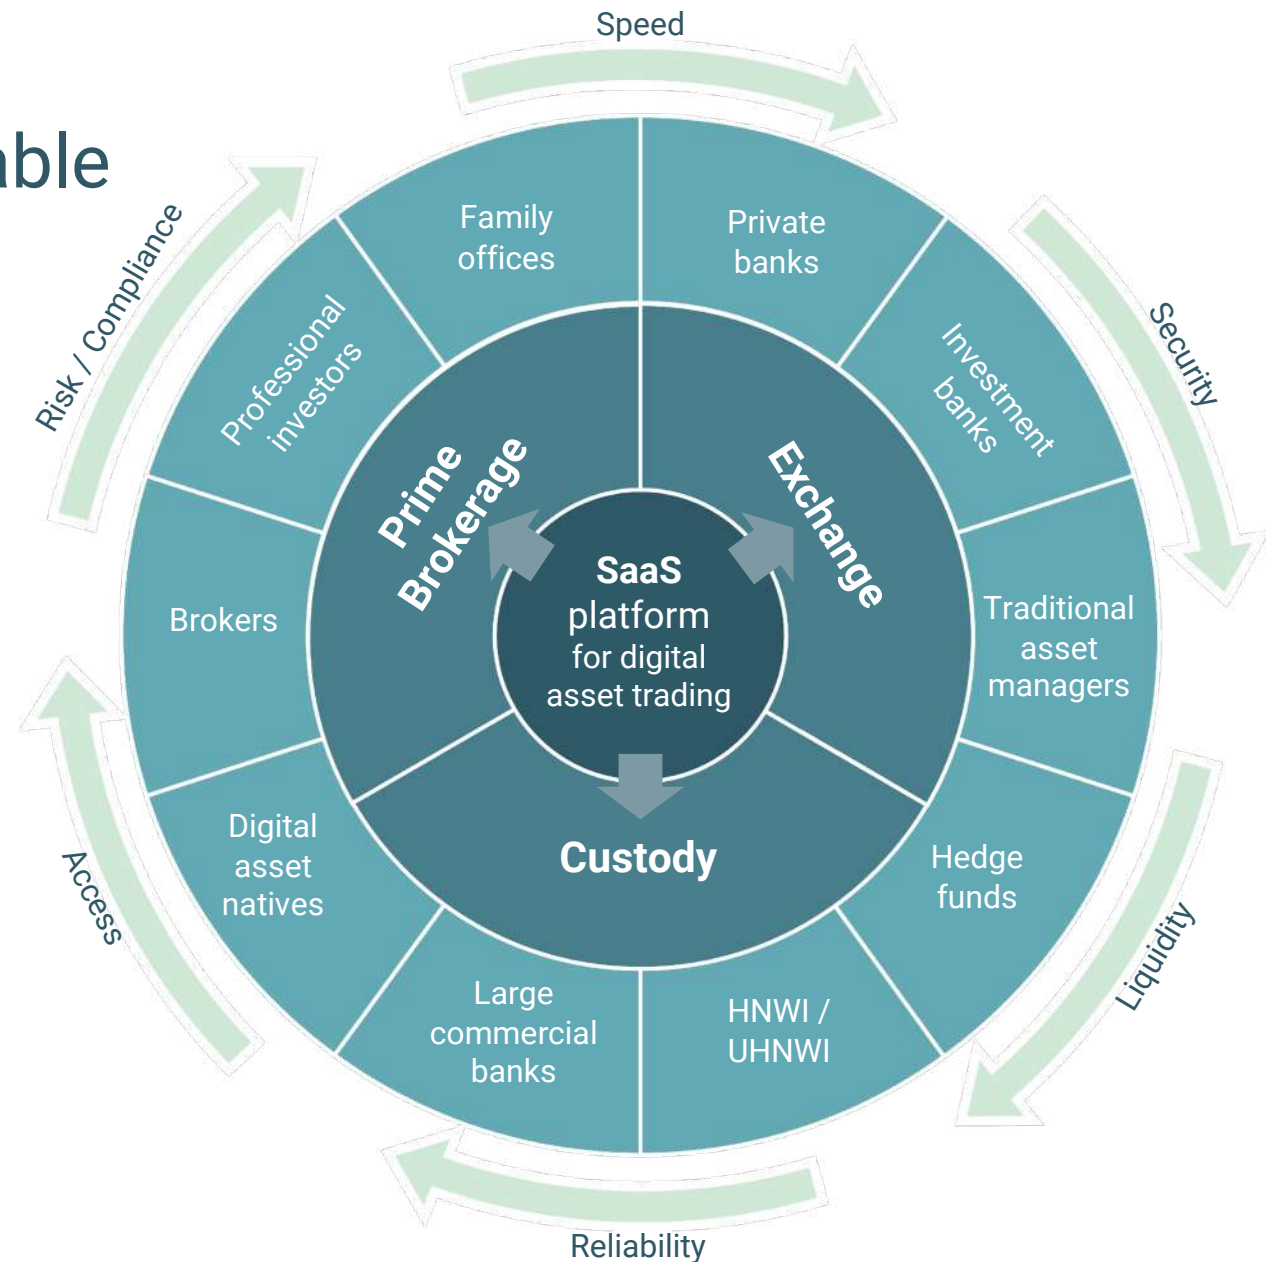 Speed
able
Risk / Compliance
Family
offices
Private
banks
Professional
investors
Investment
banks
Security
Prime
Brokerage
Exchange
SaaS
platform
for digital
asset trading
Brokers
Traditional
asset
managers
Digital
asset
natives
Custody
Hedge
funds
Access
Liquidity
Large
commercial
banks
HNWI /
UHNWI
Reliability